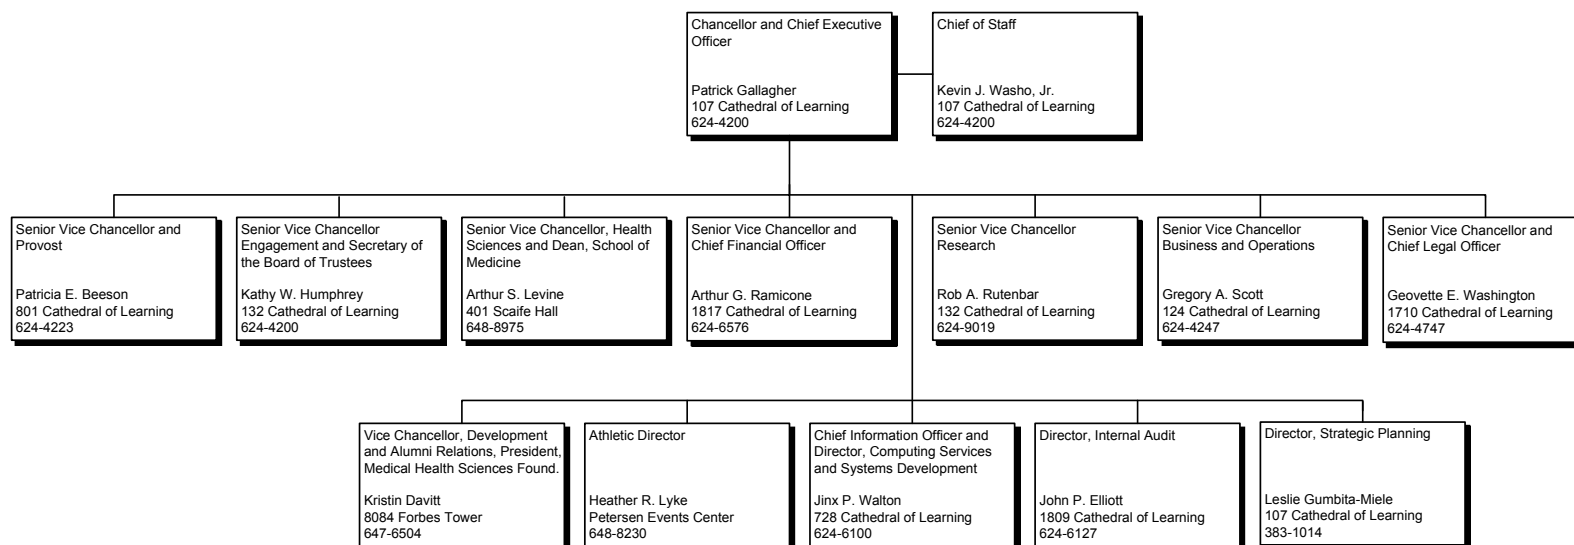 Chancellor and Chief Executive
Officer
Patrick Gallagher
107 Cathedral of Learning
624-4200
Chief of Staff
Kevin J. Washo, Jr.
107 Cathedral of Learning
624-4200
Senior Vice Chancellor and
Provost
Patricia E. Beeson
801 Cathedral of Learning
624-4223
Senior Vice Chancellor
Engagement and Secretary of
the Board of Trustees
Kathy W. Humphrey
132 Cathedral of Learning
624-4200
Senior Vice Chancellor, Health
Sciences and Dean, School of
Medicine
Arthur S. Levine
401 Scaife Hall
648-8975
Senior Vice Chancellor and
Chief Financial Officer
Arthur G. Ramicone
1817 Cathedral of Learning
624-6576
Senior Vice Chancellor
Research
Rob A. Rutenbar
132 Cathedral of Learning
624-9019
Senior Vice Chancellor
Business and Operations
Gregory A. Scott
124 Cathedral of Learning
624-4247
Senior Vice Chancellor and
Chief Legal Officer
Geovette E. Washington
1710 Cathedral of Learning
624-4747
Vice Chancellor, Development
and Alumni Relations, President,
Medical Health Sciences Found.
Kristin Davitt
8084 Forbes Tower
647-6504
Athletic Director
Heather R. Lyke
Petersen Events Center
648-8230
Chief Information Officer and
Director, Computing Services
and Systems Development
Jinx P. Walton
728 Cathedral of Learning
624-6100
Director, Internal Audit
John P. Elliott
1809 Cathedral of Learning
624-6127
Director, Strategic Planning
Leslie Gumbita-Miele
107 Cathedral of Learning
383-1014